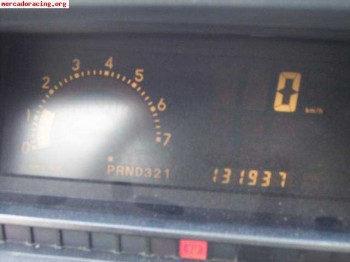 mercadoracing.org
0 1 2 3 4 5 6 7
0 km/h
PRND321
131937